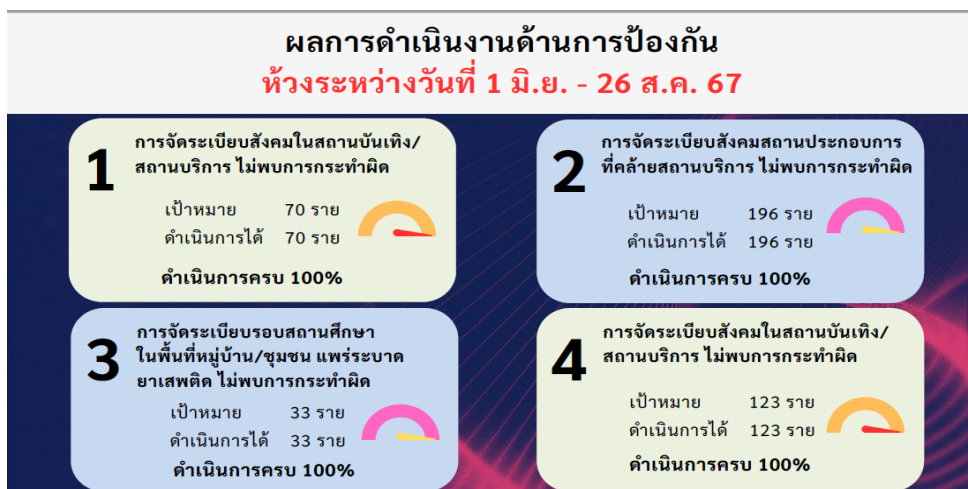 ผลการดำเนินงานด้านการป้องกัน
ห้วงระหว่างวันที่ 1 มิ.ย. - 26 ส.ค. 67
1
การจัดระเบียบสังคมในสถานบันเทิง/
สถานบริการ ไม่พบการกระทำผิด
เป้าหมาย 70 ราย
ดำเนินการได้ 70 ราย
ดำเนินการครบ 100%
2
การจัดระเบียบสังคมสถานประกอบการ
ที่คล้ายสถานบริการ ไม่พบการกระทำผิด
เป้าหมาย 196 ราย
ดำเนินการได้ 196 ราย
ดำเนินการครบ 100%
3
การจัดระเบียบรอบสถานศึกษา
ในพื้นที่หมู่บ้าน/ชุมชน แพร่ระบาด
ยาเสพติด ไม่พบการกระทำผิด
เป้าหมาย 33 ราย
ดำเนินการได้ 33 ราย
ดำเนินการครบ 100%
4
การจัดระเบียบสังคมในสถานบันเทิง/
สถานบริการ ไม่พบการกระทำผิด
เป้าหมาย 123 ราย
ดำเนินการได้ 123 ราย
ดำเนินการครบ 100%